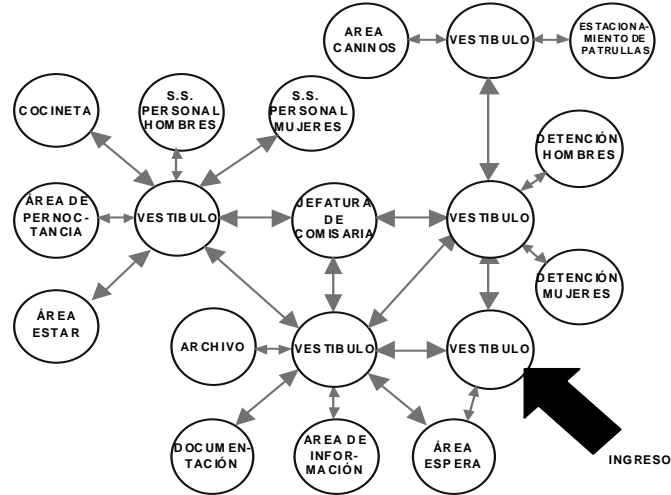 AREA
CANINOS
VESTIBULO
ESTACIONA-
MIENTO DE
PATRULLAS
COCINETA
S.S.
PERSONAL
HOMBRES
S.S.
PERSONAL
MUJERES
DETENCIÓN
HOMBRES
ÁREA DE
PERNOC-
TANCIA
VESTIBULO
JEFATURA
DE
COMISARIA
VESTIBULO
DETENCIÓN
MUJERES
ÁREA
ESTAR
ARCHIVO
VESTIBULO
VESTIBULO
DOCUMEN-
TACIÓN
AREA DE
INFOR-
MACIÓN
ÁREA
ESPERA
INGRESO